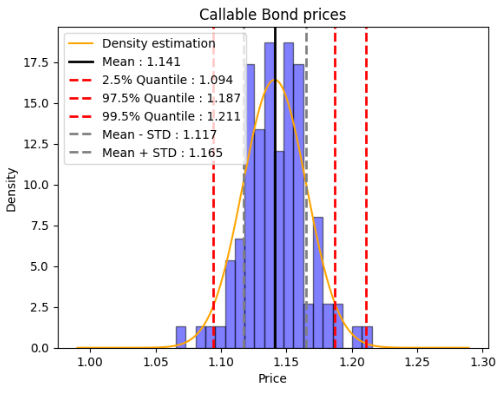 Callable Bond prices
Density estimation
Mean : 1.141
2.5% Quantile : 1.094
97.5% Quantile : 1.187
99.5% Quantile : 1.211
Mean - STD : 1.117
Mean + STD : 1.165
Density
17.5
15.0
12.5
10.0
7.5
5.0
2.5
0.0
1.00
1.05
1.10
1.15
1.20
1.25
1.30
Price